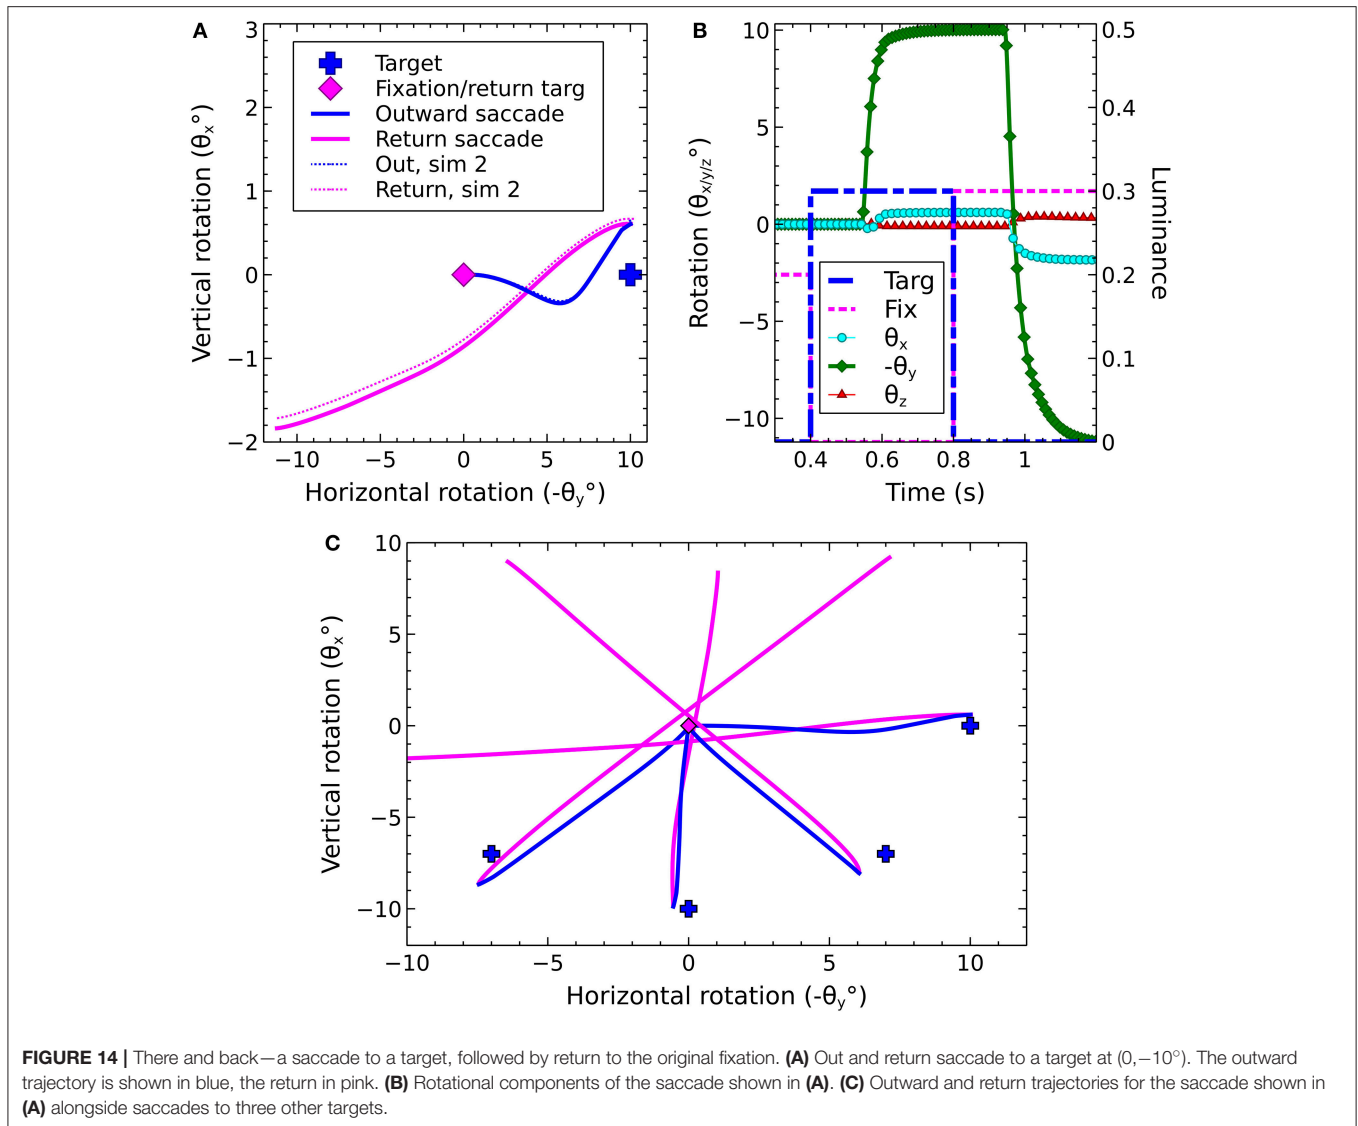 A
3
2
1
0
−1
−2
Vertical rotation (θx°)
Target
Fixation/return targ
Outward saccade
Return saccade
Out, sim 2
Return, sim 2
−10 −5 0 5 10
Horizontal rotation (-θy°)
B
10
5
0
−5
−10
Rotation (θx/y/z°)
Targ
Fix
θx
-θy
θz
0.5
0.4
0.3
0.2
0.1
0
Luminance
0.4 0.6 0.8 1
Time (s)
C
10
5
0
−5
−10
Vertical rotation (θx°)
−10 −5 0 5 10
Horizontal rotation (-θy°)
FIGURE 14 | There and back—a saccade to a target, followed by return to the original fixation. (A) Out and return saccade to a target at (0,−10°). The outward
trajectory is shown in blue, the return in pink. (B) Rotational components of the saccade shown in (A). (C) Outward and return trajectories for the saccade shown in
(A) alongside saccades to three other targets.